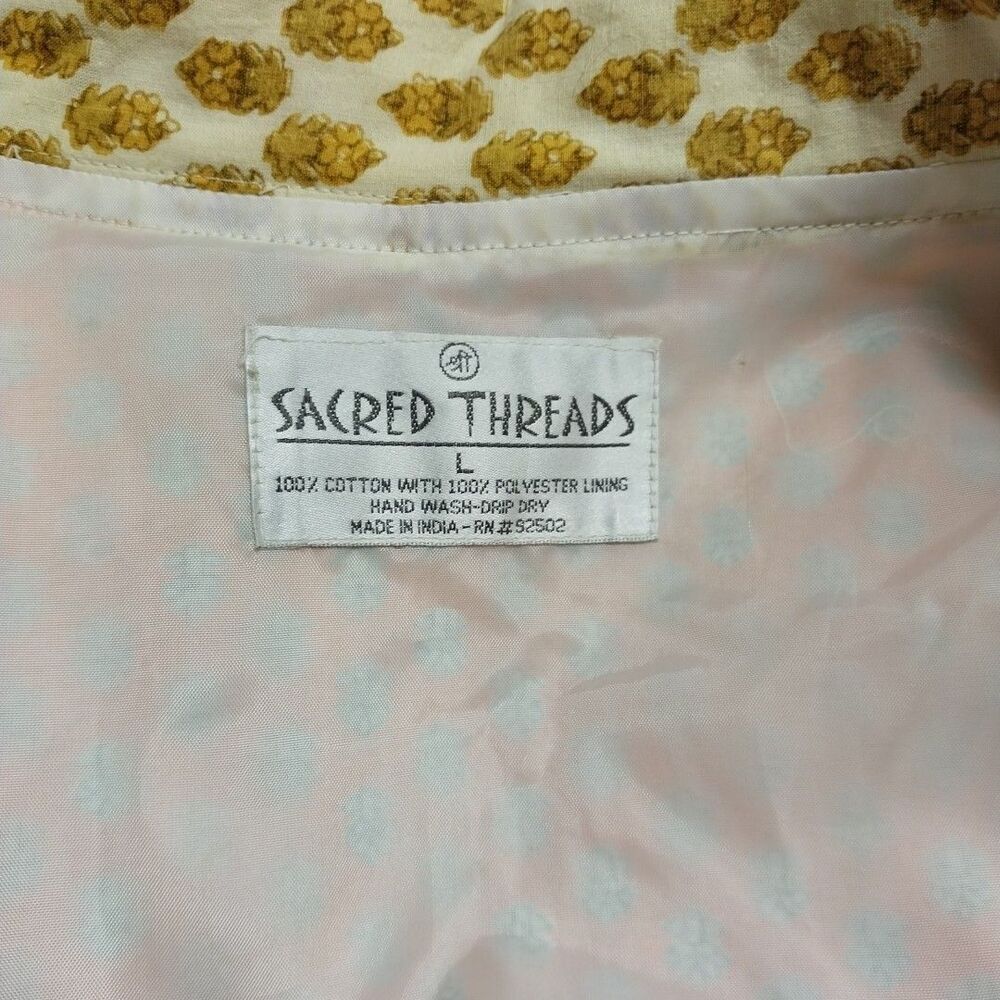 SACRED THREADS
L
100% COTTON WITH 100% POLYESTER LINING
HAND WASH-DRIP DRY
MADE IN INDIA - RN#92502